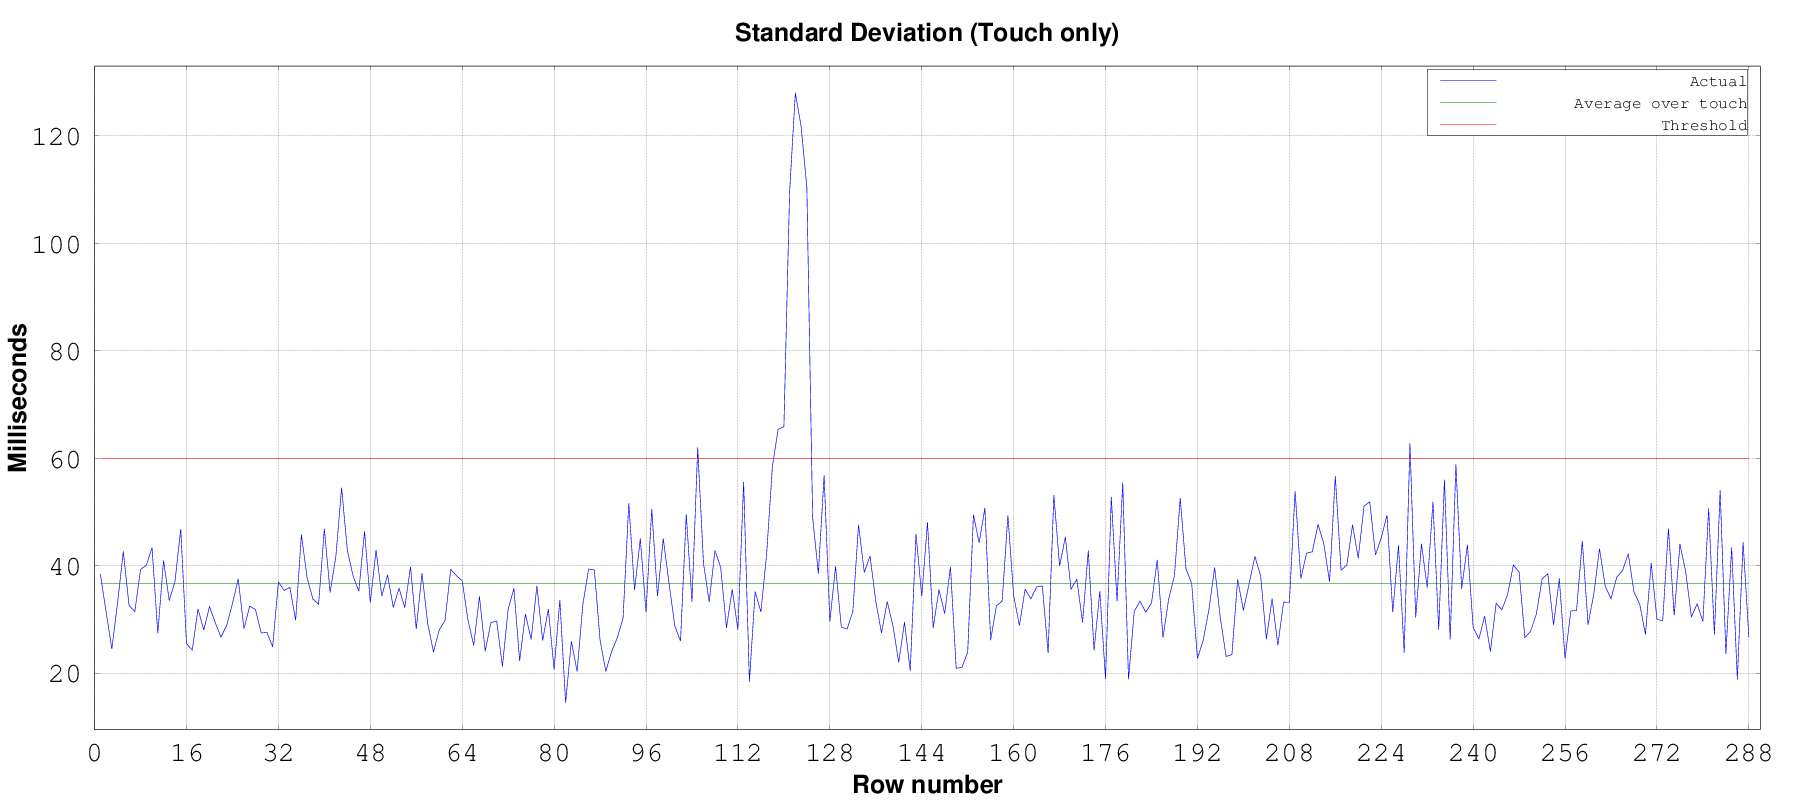 Standard Deviation (Touch only)
Actual
Average over touch
Threshold
120
100
80
60
40
20
Milliseconds
0 16 32 48 64 80 96 112 128 144 160 176 192 208 224 240 256 272 288
Row number